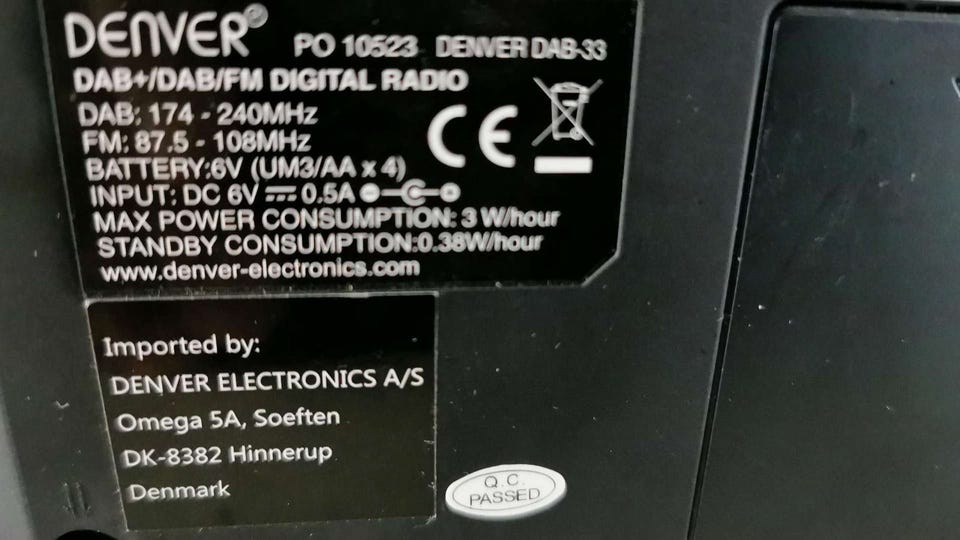 DENVER®
PO 10523 DENVER DAB-33
DAB+/DAB/FM DIGITAL RADIO
DAB: 174 - 240MHz
FM: 87.5 - 108MHz
CE
BATTERY:6V (UM3/AA x 4)
INPUT: DC 6V 0.5A
MAX POWER CONSUMPTION: 3 W/hour
STANDBY CONSUMPTION:0.38W/hour
www.denver-electronics.com
Imported by:
DENVER ELECTRONICS A/S
Omega 5A, Soeften
DK-8382 Hinnerup
Denmark
Q.C.
PASSED